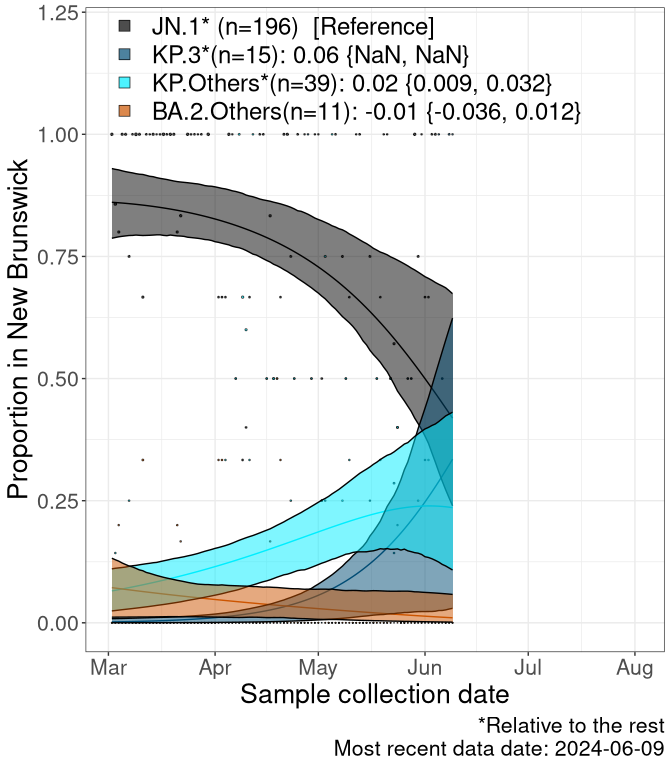 JN.1* (n=196)  [Reference]
KP.3*(n=15): 0.06 {NaN, NaN}
KP.Others*(n=39): 0.02 {0.009, 0.032}
BA.2.Others(n=11): -0.01 {-0.036, 0.012}
1.25
1.00
0.75
0.50
0.25
0.00
Proportion in New Brunswick
Mar Apr May Jun Jul Aug
Sample collection date
*Relative to the rest
Most recent data date: 2024-06-09